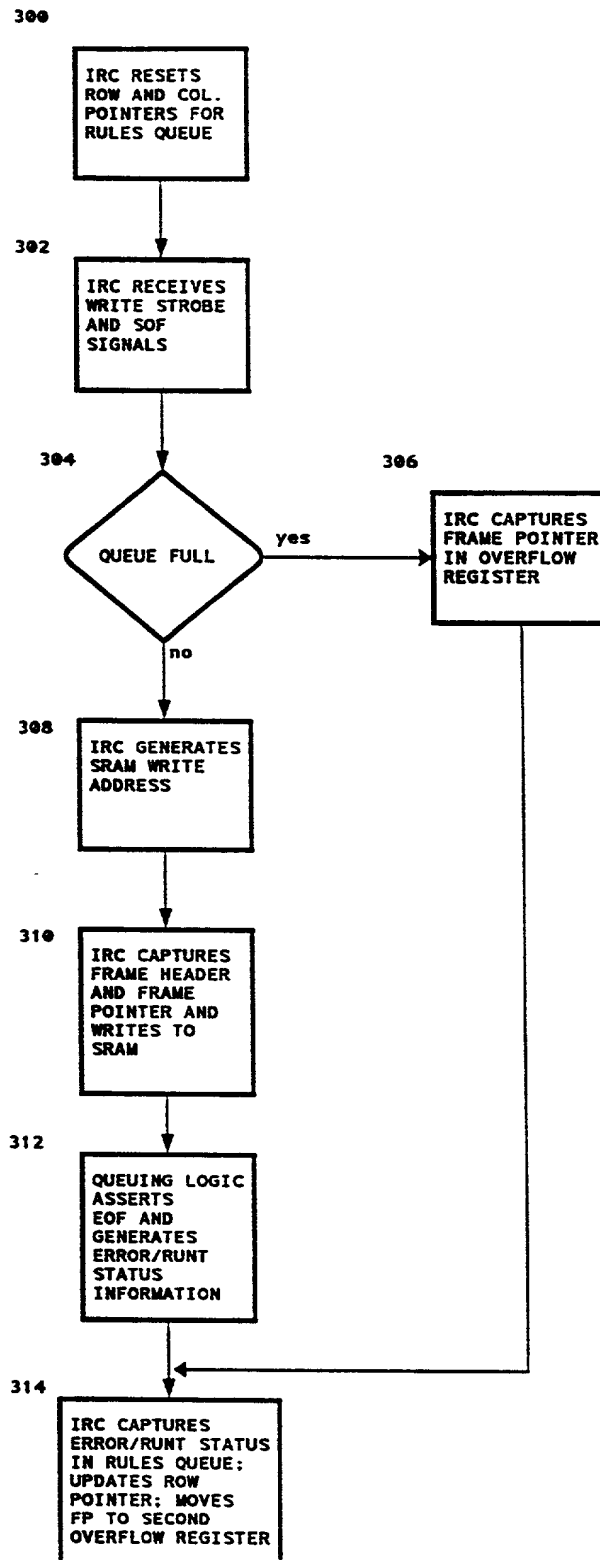 300
IRC RESETS
ROW AND COL.
POINTERS FOR
RULES QUEUE
302
IRC RECEIVES
WRITE STROBE
AND SOF
SIGNALS
304
QUEUE FULL
yes
no
306
IRC CAPTURES
FRAME POINTER
IN OVERFLOW
REGISTER
308
IRC GENERATES
SRAM WRITE
ADDRESS
310
IRC CAPTURES
FRAME HEADER
AND FRAME
POINTER AND
WRITES TO
SRAM
312
QUEUING LOGIC
ASSERTS
EOF AND
GENERATES
ERROR/RUNT
STATUS
INFORMATION
314
IRC CAPTURES
ERROR/RUNT STATUS
IN RULES QUEUE;
UPDATES ROW
POINTER; MOVES
FP TO SECOND
OVERFLOW REGISTER